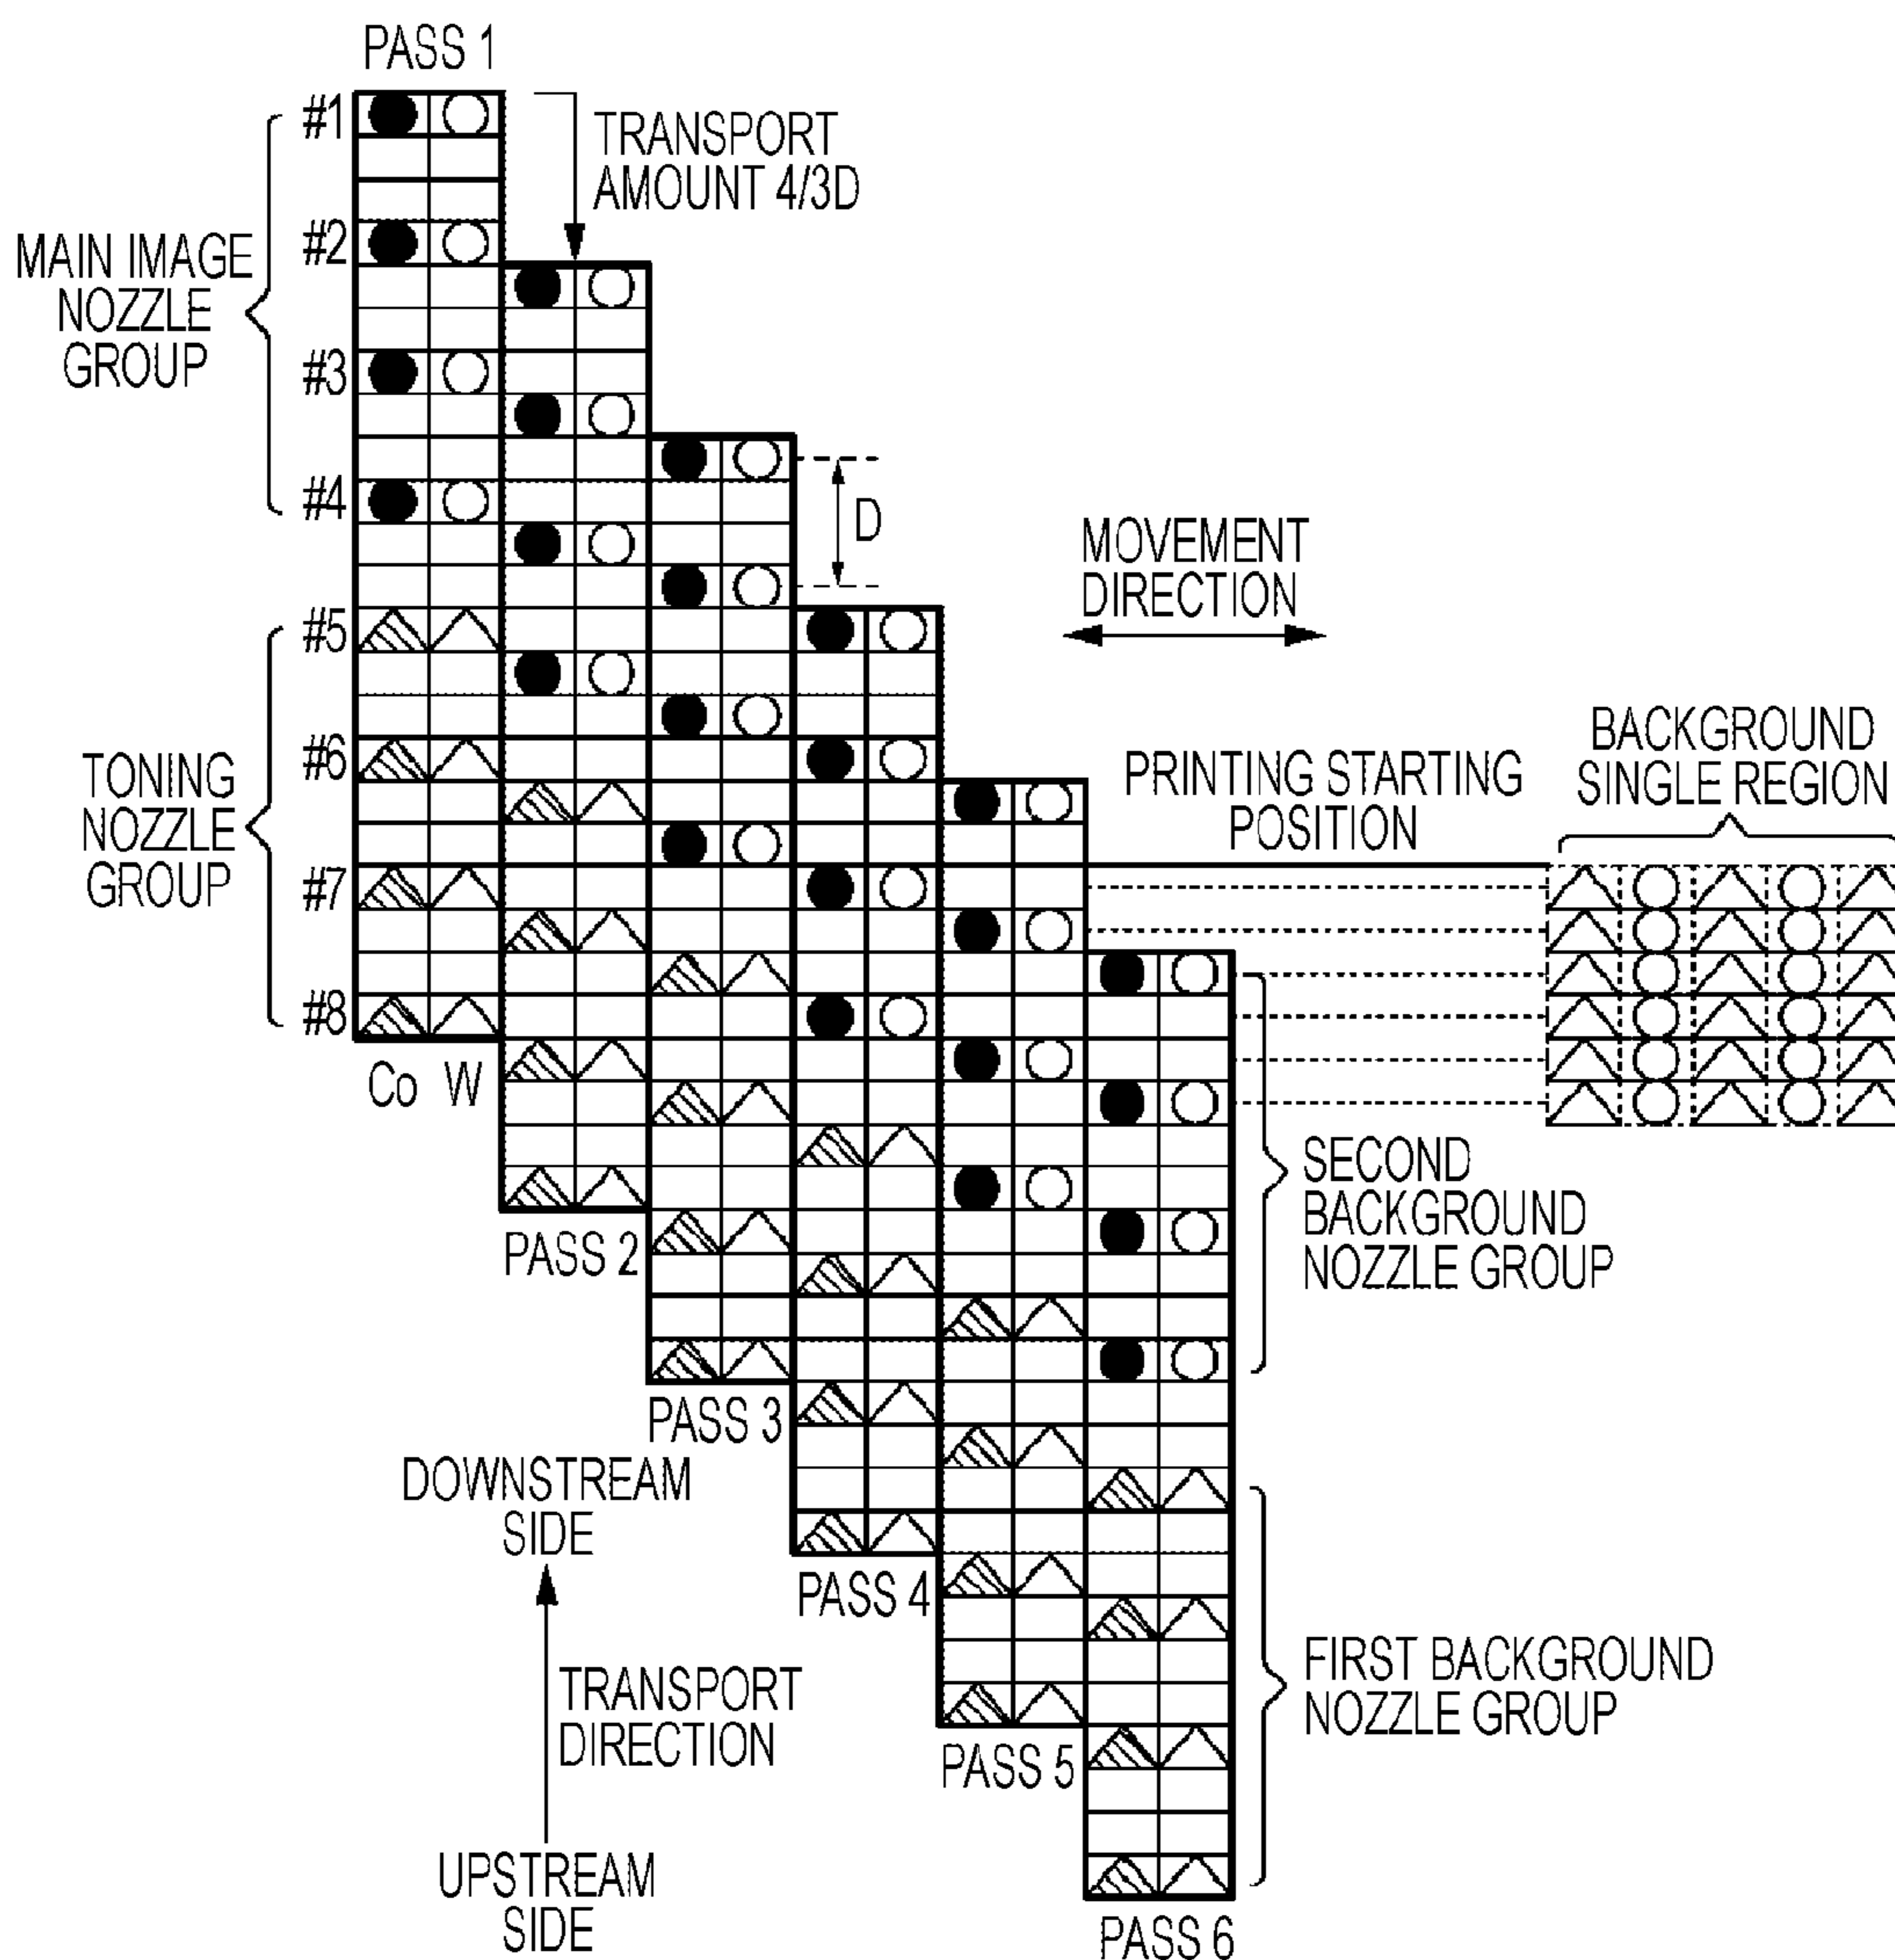 PASS 1
#1
TRANSPORT
AMOUNT 4/3D
#2
MAIN IMAGE
NOZZLE
GROUP
#3
#4
D
MOVEMENT
DIRECTION
#5
#6
TONING
NOZZLE
GROUP
PRINTING STARTING
POSITION
BACKGROUND
SINGLE REGION
#7
#8
Co W
SECOND
BACKGROUND
NOZZLE GROUP
PASS 2
PASS 3
DOWNSTREAM
SIDE
PASS 4
TRANSPORT
DIRECTION
FIRST BACKGROUND
NOZZLE GROUP
PASS 5
UPSTREAM
SIDE
PASS 6